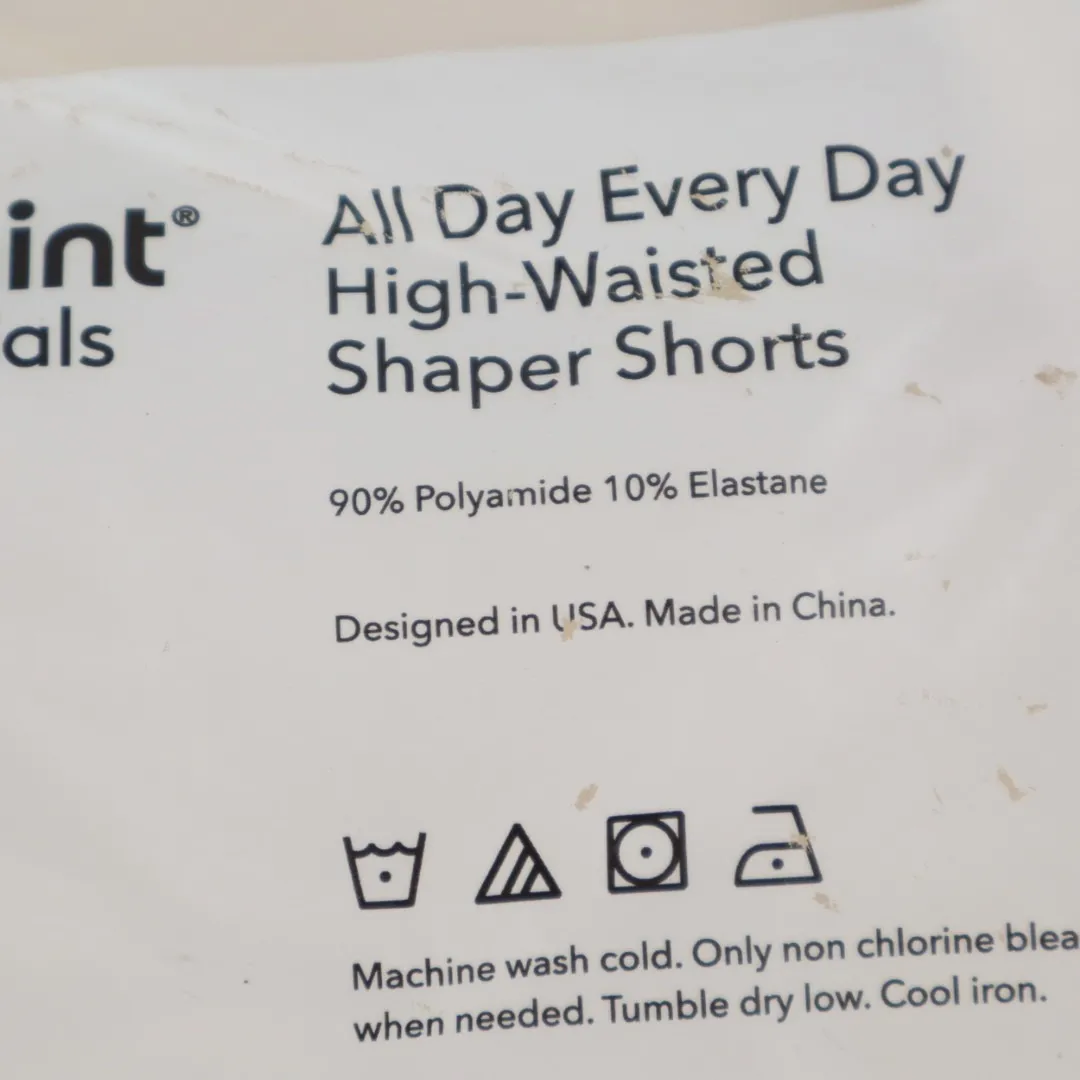 int®
als
All Day Every Day
High-Waisted
Shaper Shorts
90% Polyamide 10% Elastane
Designed in USA. Made in China.
Machine wash cold. Only non chlorine blea
when needed. Tumble dry low. Cool iron.